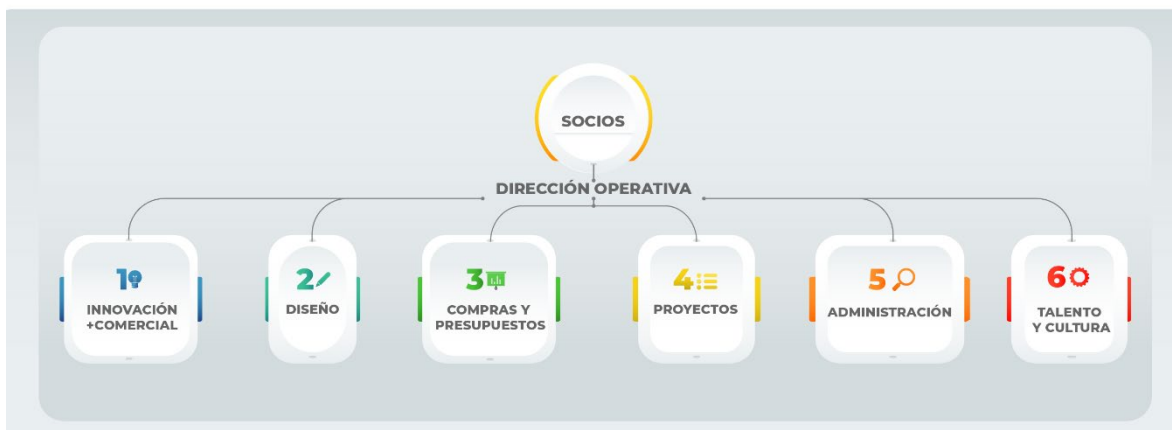 SOCIOS
DIRECCIÓN OPERATIVA
1
INNOVACIÓN
+COMERCIAL
2
DISEÑO
3
COMPRAS Y
PRESUPUESTOS
4
PROYECTOS
5
ADMINISTRACIÓN
6
TALENTO
Y CULTURA